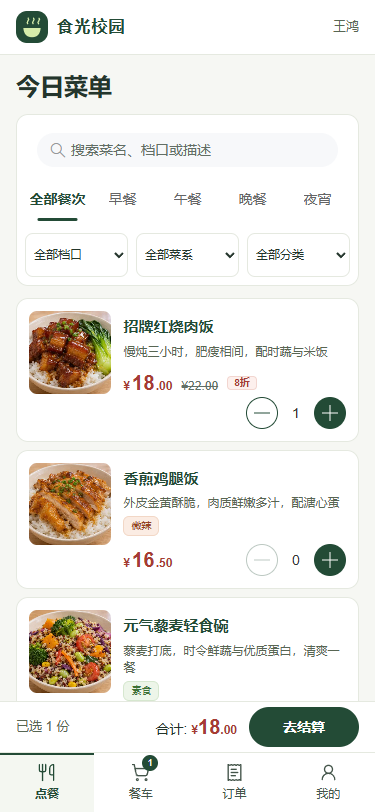 食光校园
王鸿
今日菜单
搜索菜名、档口或描述
全部餐次 早餐 午餐 晚餐 夜宵
全部档口 全部菜系 全部分类
招牌红烧肉饭
慢炖三小时，肥瘦相间，配时蔬与米饭
¥18.00 ¥22.00 8折
1
香煎鸡腿饭
外皮金黄酥脆，肉质鲜嫩多汁，配溏心蛋
微辣
¥16.50
0
元气藜麦轻食碗
藜麦打底，时令鲜蔬与优质蛋白，清爽一
餐
素食
已选 1 份 合计: ¥18.00 去结算
1
点餐 餐车 订单 我的